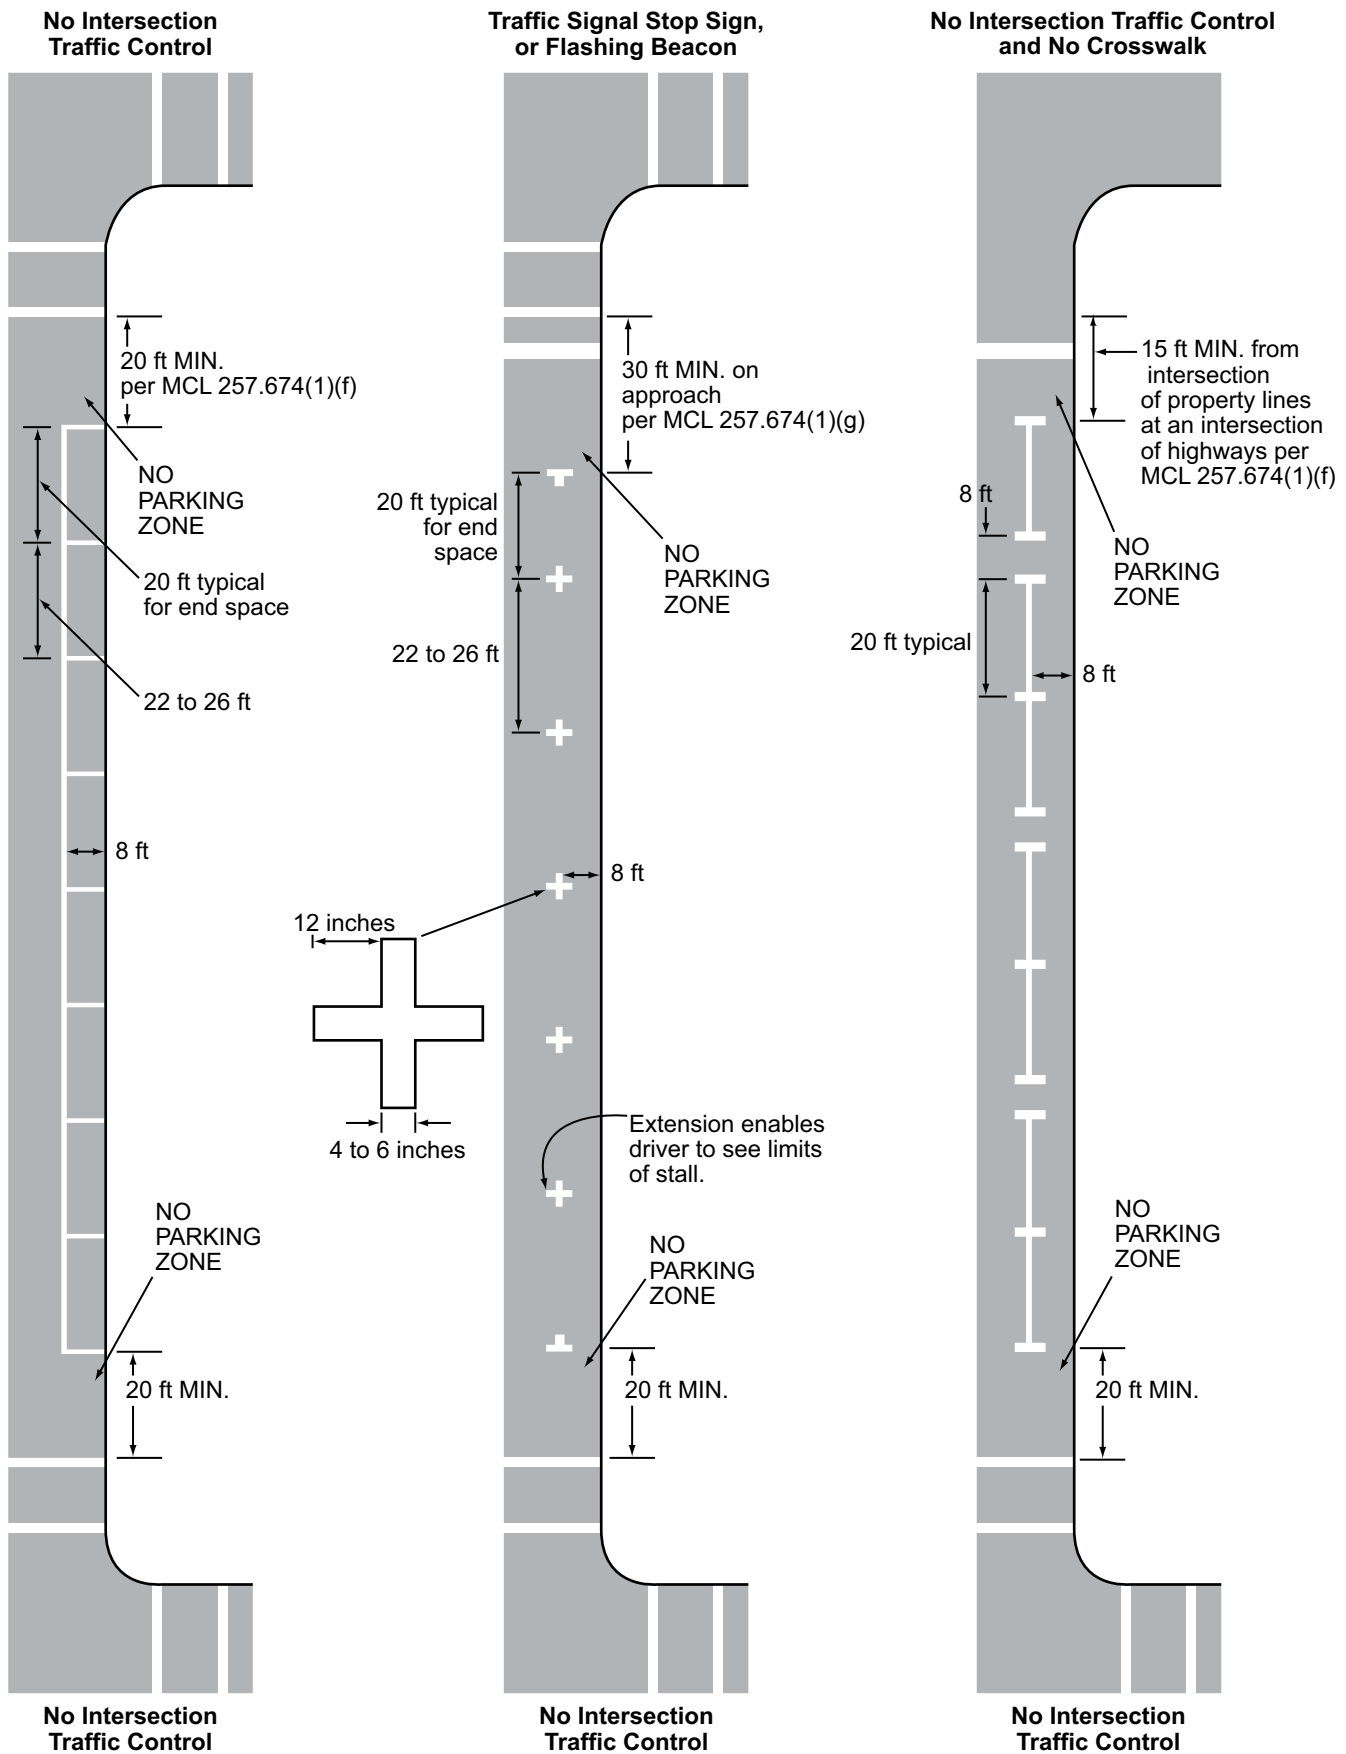 No Intersection
Traffic Control
20 ft MIN.
per MCL 257.674(1)(f)
NO
PARKING
ZONE
20 ft typical
for end space
22 to 26 ft
8 ft
NO
PARKING
ZONE
20 ft MIN.
No Intersection
Traffic Control
Traffic Signal Stop Sign,
or Flashing Beacon
30 ft MIN. on
approach
per MCL 257.674(1)(g)
20 ft typical
for end
space
NO
PARKING
ZONE
22 to 26 ft
8 ft
12 inches
4 to 6 inches
Extension enables
driver to see limits
of stall.
NO
PARKING
ZONE
20 ft MIN.
No Intersection
Traffic Control
No Intersection Traffic Control
and No Crosswalk
15 ft MIN. from
intersection
of property lines
at an intersection
of highways per
MCL 257.674(1)(f)
8 ft
NO
PARKING
ZONE
20 ft typical
8 ft
NO
PARKING
ZONE
20 ft MIN.
No Intersection
Traffic Control